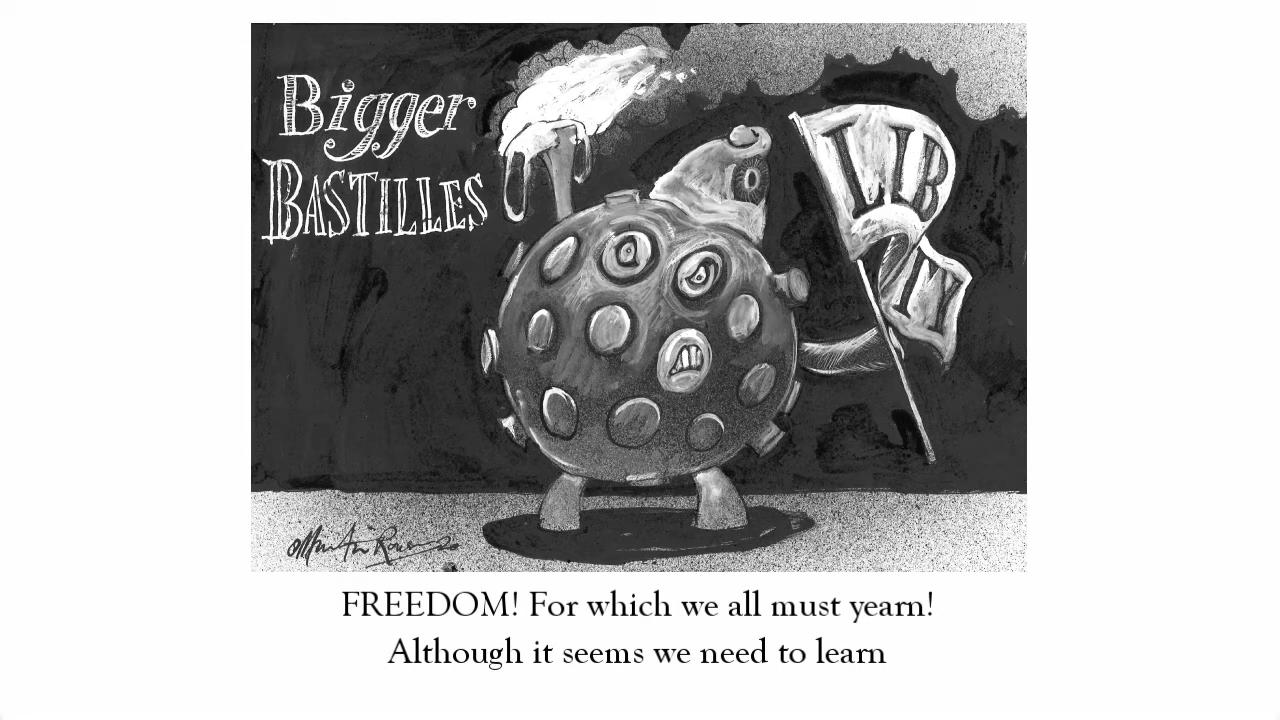 Bigger
BASTILLES
LIB
TY
FREEDOM! For which we all must yearn!
Although it seems we need to learn